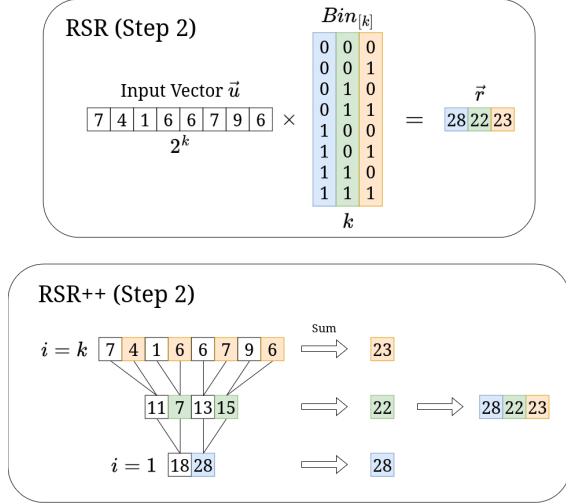 RSR (Step 2)
Bin[k]
0 0 0
0 0 1
0 1 0
0 1 1
1 0 0
1 0 1
1 1 0
1 1 1
k
Input Vector u⃗
7 4 1 6 6 7 9 6
2^k
×
=
r⃗
28 22 23
RSR++ (Step 2)
i = k
7 4 1 6 6 7 9 6
Sum
23
11 7 13 15
22
28 22 23
i = 1
18 28
28